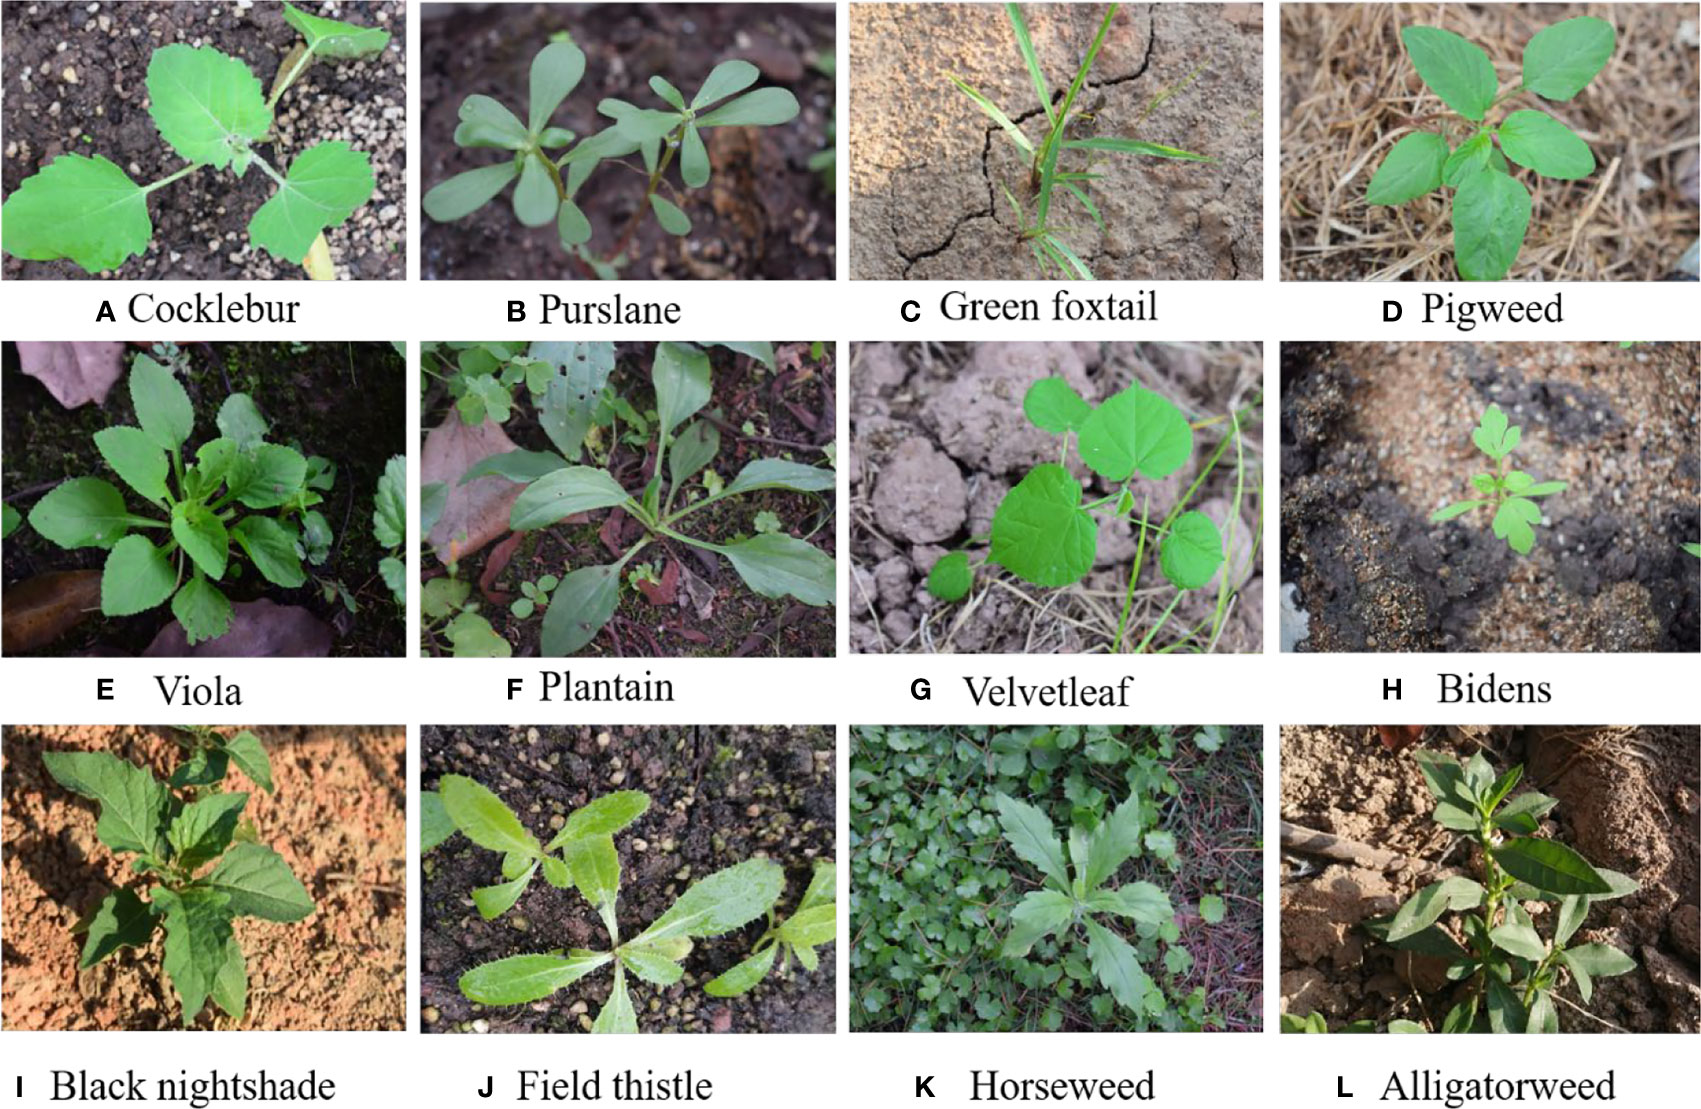 A Cocklebur
B Purslane
C Green foxtail
D Pigweed
E Viola
F Plantain
G Velvetleaf
H Bidens
I Black nightshade
J Field thistle
K Horseweed
L Alligatorweed